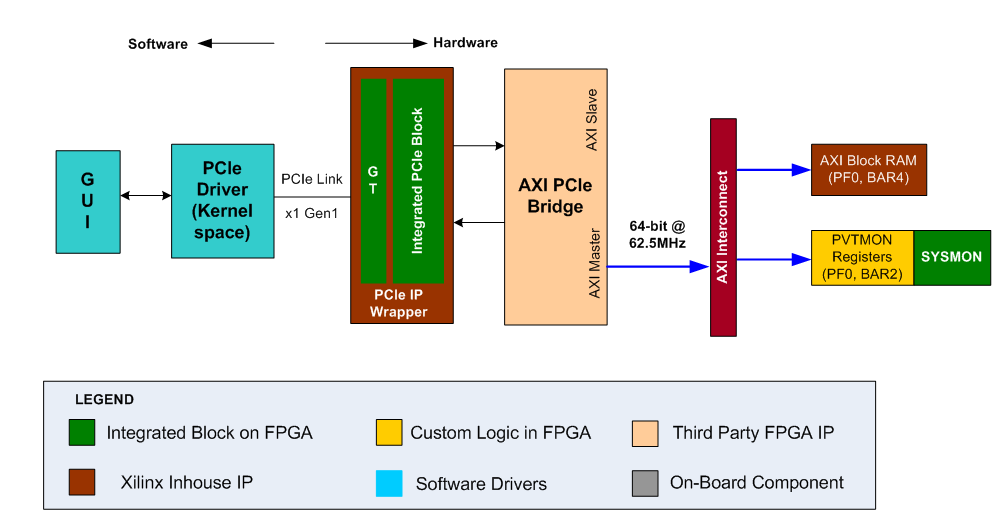 Software
Hardware
G
U
I
PCIe
Driver
(Kernel
space)
PCIe Link
x1 Gen1
G
T
Integrated PCIe Block
PCIe IP
Wrapper
AXI PCIe
Bridge
AXI Slave
AXI Master
64-bit @
62.5MHz
AXI Interconnect
AXI Block RAM
(PF0, BAR4)
PVTMON
Registers
(PF0, BAR2)
SYSMON
LEGEND
Integrated Block on FPGA
Custom Logic in FPGA
Third Party FPGA IP
Xilinx Inhouse IP
Software Drivers
On-Board Component